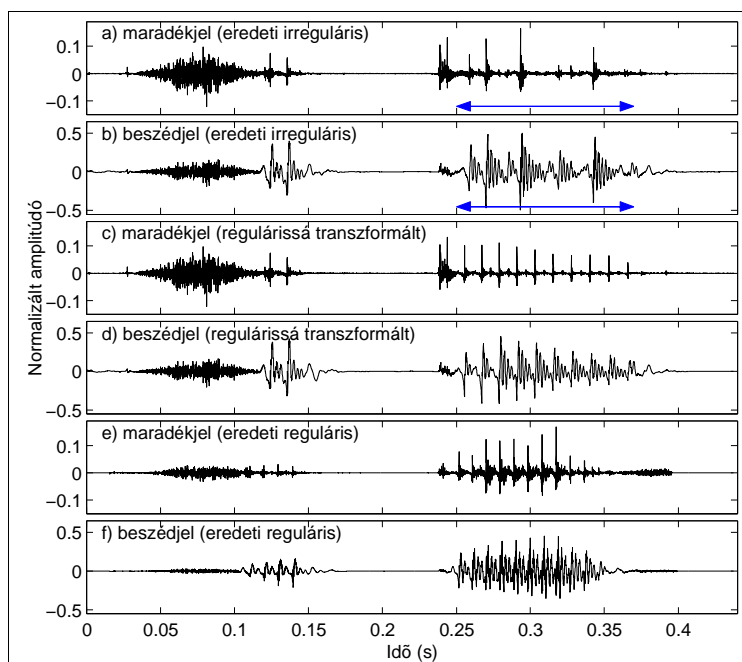 a) maradékjel (eredeti irreguláris)
0.1
0
−0.1
b) beszédjel (eredeti irreguláris)
0.5
0
−0.5
c) maradékjel (regulárissá transzformált)
0.1
0
−0.1
d) beszédjel (regulárissá transzformált)
0.5
0
−0.5
e) maradékjel (eredeti reguláris)
0.1
0
−0.1
f) beszédjel (eredeti reguláris)
0.5
0
−0.5
Normalizált amplitúdó
0 0.05 0.1 0.15 0.2 0.25 0.3 0.35 0.4
Idõ (s)